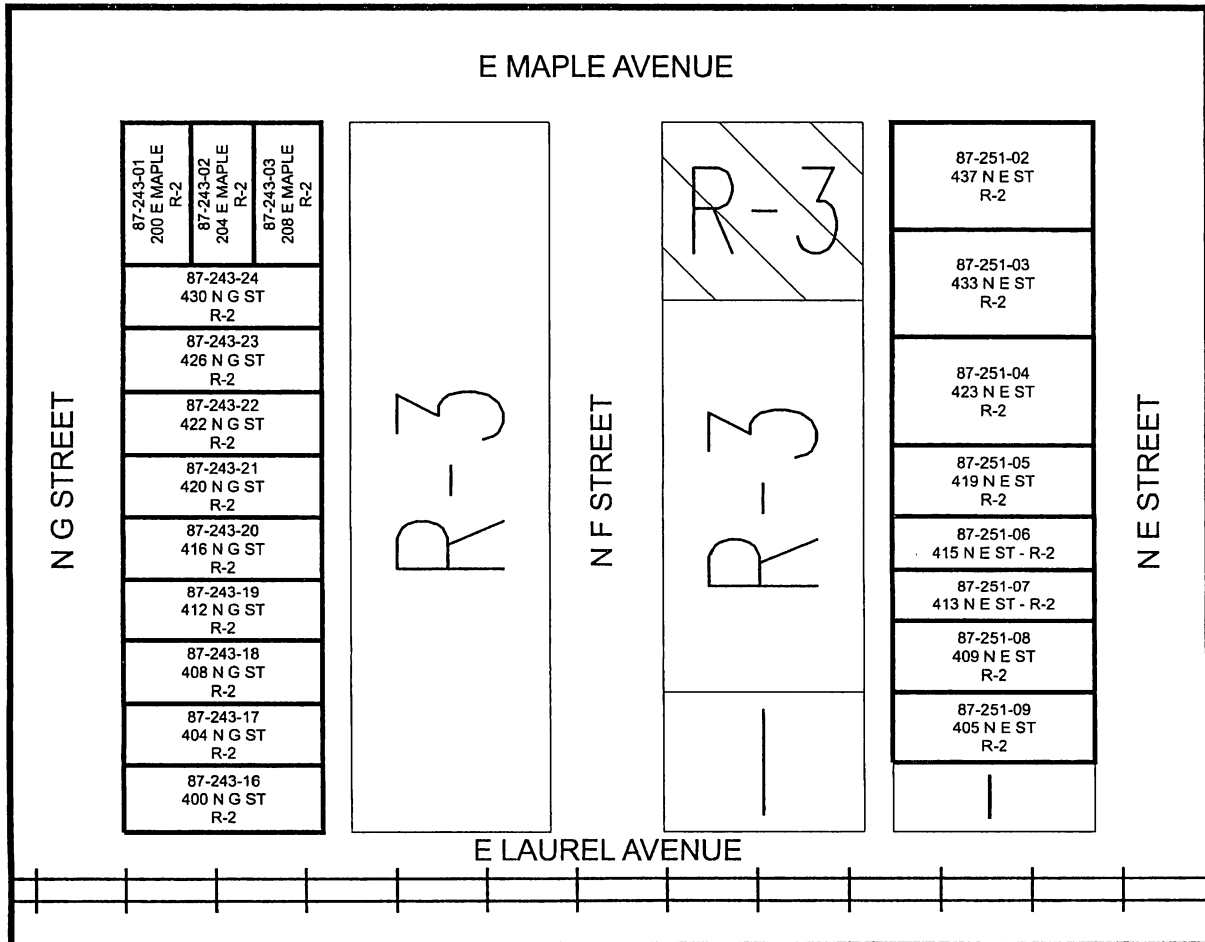 E MAPLE AVENUE
87-243-01
200 E MAPLE
R-2
87-243-02
204 E MAPLE
R-2
87-243-03
208 E MAPLE
R-2
87-243-24
430 N G ST
R-2
87-243-23
426 N G ST
R-2
87-243-22
422 N G ST
R-2
87-243-21
420 N G ST
R-2
87-243-20
416 N G ST
R-2
87-243-19
412 N G ST
R-2
87-243-18
408 N G ST
R-2
87-243-17
404 N G ST
R-2
87-243-16
400 N G ST
R-2
N G STREET
R-3
N F STREET
R-3
R-3
I
87-251-02
437 N E ST
R-2
87-251-03
433 N E ST
R-2
87-251-04
423 N E ST
R-2
87-251-05
419 N E ST
R-2
87-251-06
415 N E ST - R-2
87-251-07
413 N E ST - R-2
87-251-08
409 N E ST
R-2
87-251-09
405 N E ST
R-2
I
N E STREET
E LAUREL AVENUE